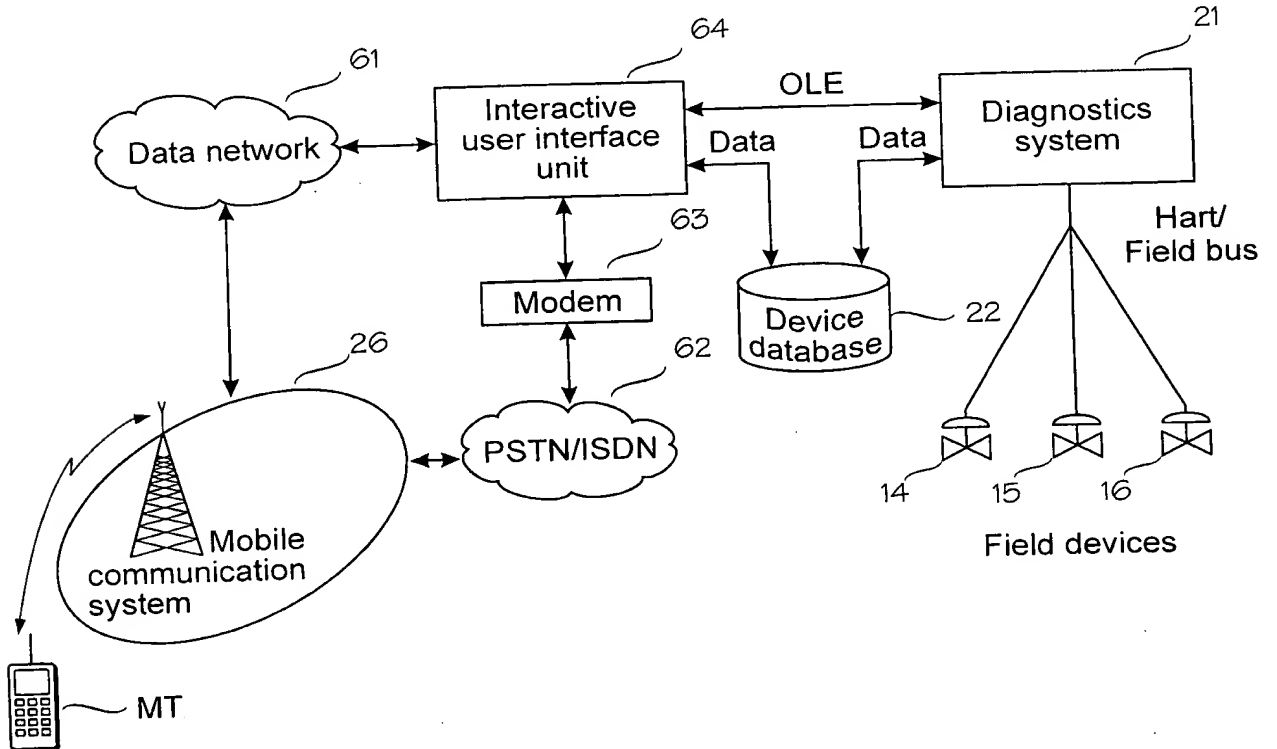 61
64
21
Data network
Interactive
user interface
unit
OLE
Data
Data
Diagnostics
system
63
Modem
Hart/
Field bus
Device
database
22
26
62
PSTN/ISDN
Mobile
communication
system
14
15
16
Field devices
MT